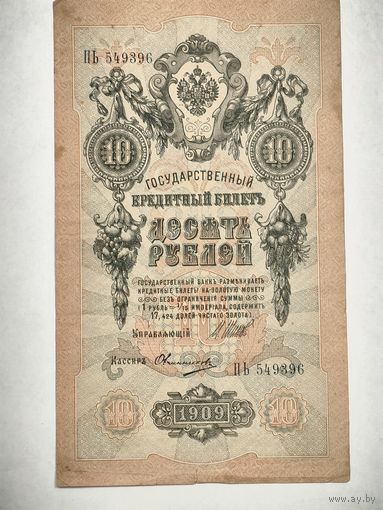 ПЬ 549396
10 10
ГОСУДАРСТВЕННЫЙ
КРЕДИТНЫЙ БИЛЕТЪ
ДЕСЯТЬ
РУБЛЕЙ
ГОСУДАРСТВЕННЫЙ БАНКЪ РАЗМѢНИВАЕТЪ
КРЕДИТНЫЕ БИЛЕТЫ НА ЗОЛОТУЮ МОНЕТУ
БЕЗЪ ОГРАНИЧЕНІЯ СУММЫ
(1 РУБЛЬ = 1/15 ИМПЕРІАЛА, СОДЕРЖИТЪ
17,424 ДОЛЕЙ ЧИСТАГО ЗОЛОТА)
УПРАВЛЯЮЩІЙ
Кассиръ
ПЬ 549396
10 1909 10
www.ay.by